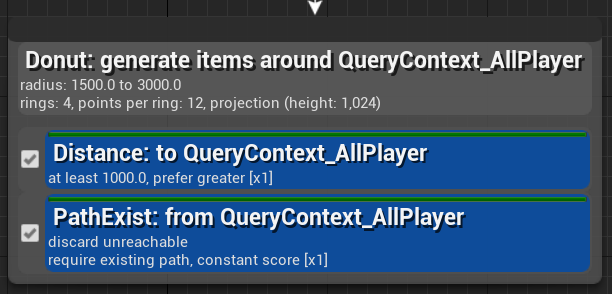 Donut: generate items around QueryContext_AllPlayer
radius: 1500.0 to 3000.0
rings: 4, points per ring: 12, projection (height: 1,024)
Distance: to QueryContext_AllPlayer
at least 1000.0, prefer greater [x1]
PathExist: from QueryContext_AllPlayer
discard unreachable
require existing path, constant score [x1]